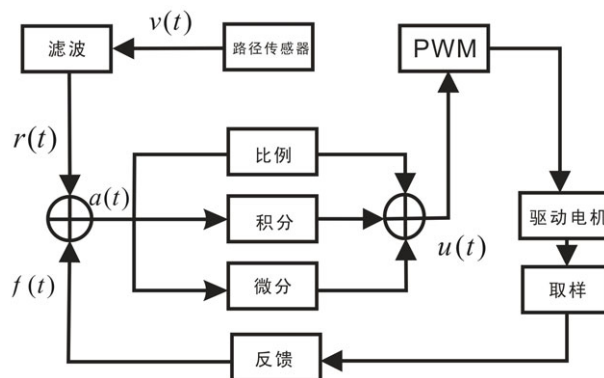 滤波
v(t)
路径传感器
PWM
r(t)
比例
a(t)
积分
驱动电机
u(t)
f(t)
微分
取样
反馈